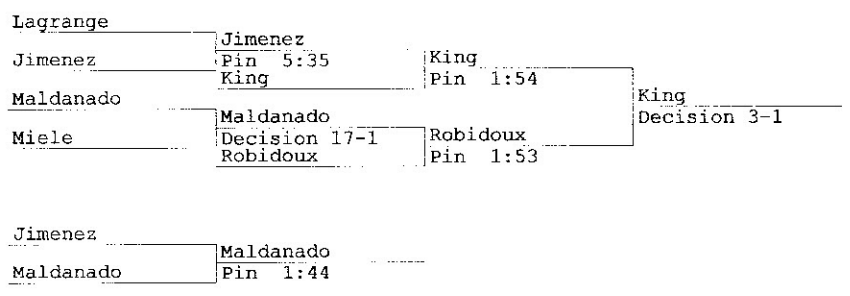 Lagrange
Jimenez
Jimenez
Pin 5:35
King
King
Pin 1:54
Maldanado
Maldanado
Miele
Decision 17-1
Robidoux
Robidoux
Pin 1:53
King
Decision 3-1
Jimenez
Maldanado
Maldanado
Pin 1:44